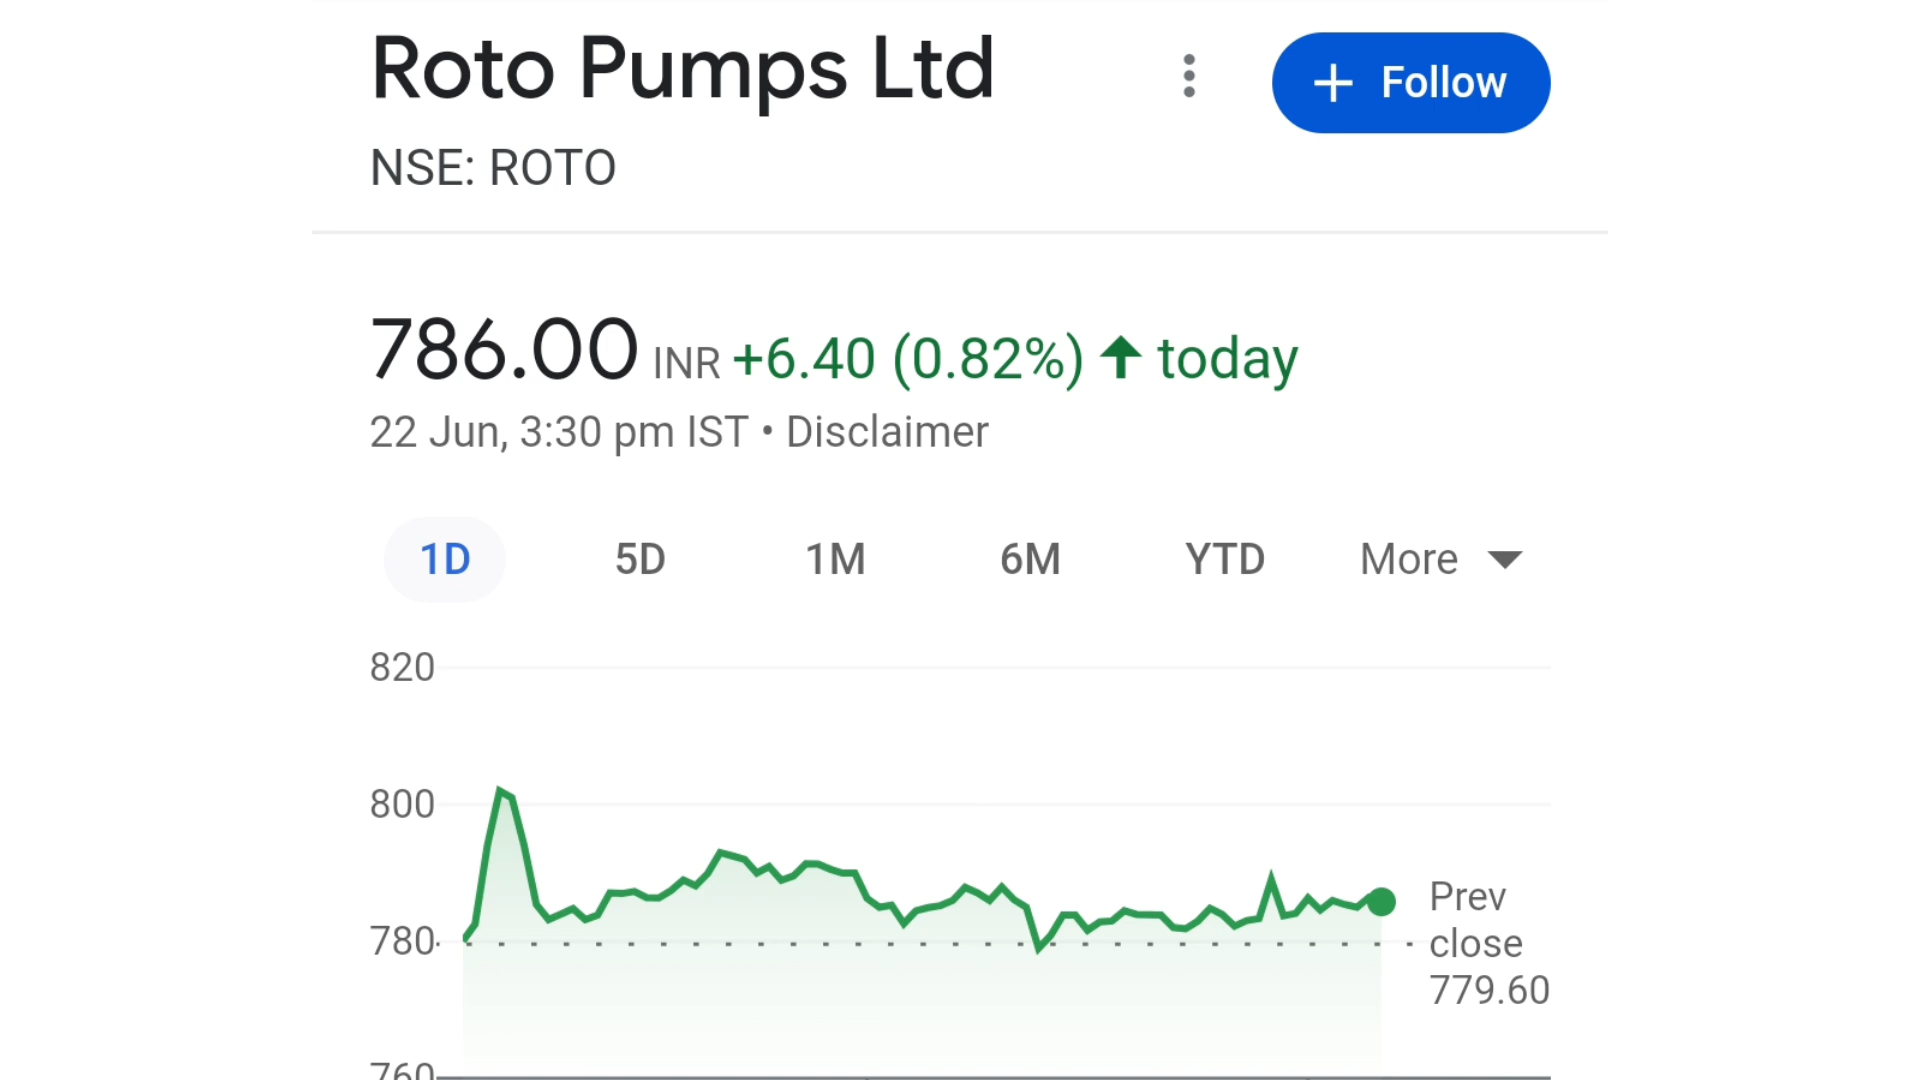 Roto Pumps Ltd
+ Follow
NSE: ROTO
786.00 INR +6.40 (0.82%) ↑ today
22 Jun, 3:30 pm IST • Disclaimer
1D 5D 1M 6M YTD More
820
800
780
760
Prev
close
779.60